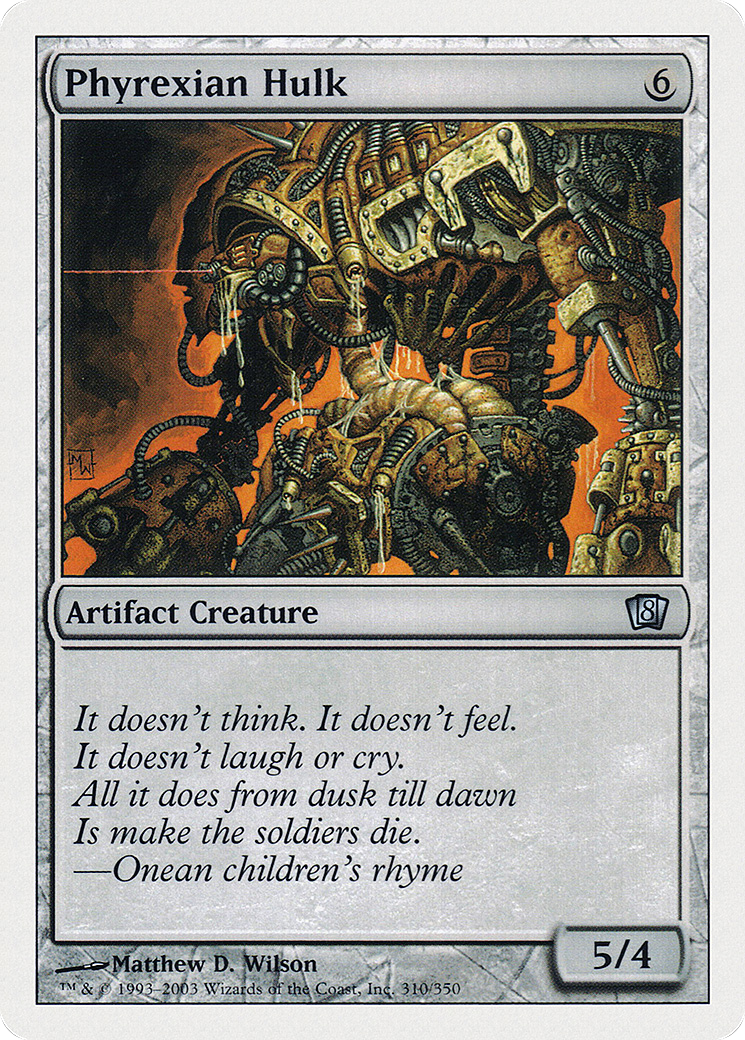 Phyrexian Hulk
6
MW
Artifact Creature
8
It doesn't think. It doesn't feel.
It doesn't laugh or cry.
All it does from dusk till dawn
Is make the soldiers die.
—Onean children's rhyme
5/4
Matthew D. Wilson
™ & © 1993–2003 Wizards of the Coast, Inc. 310/350